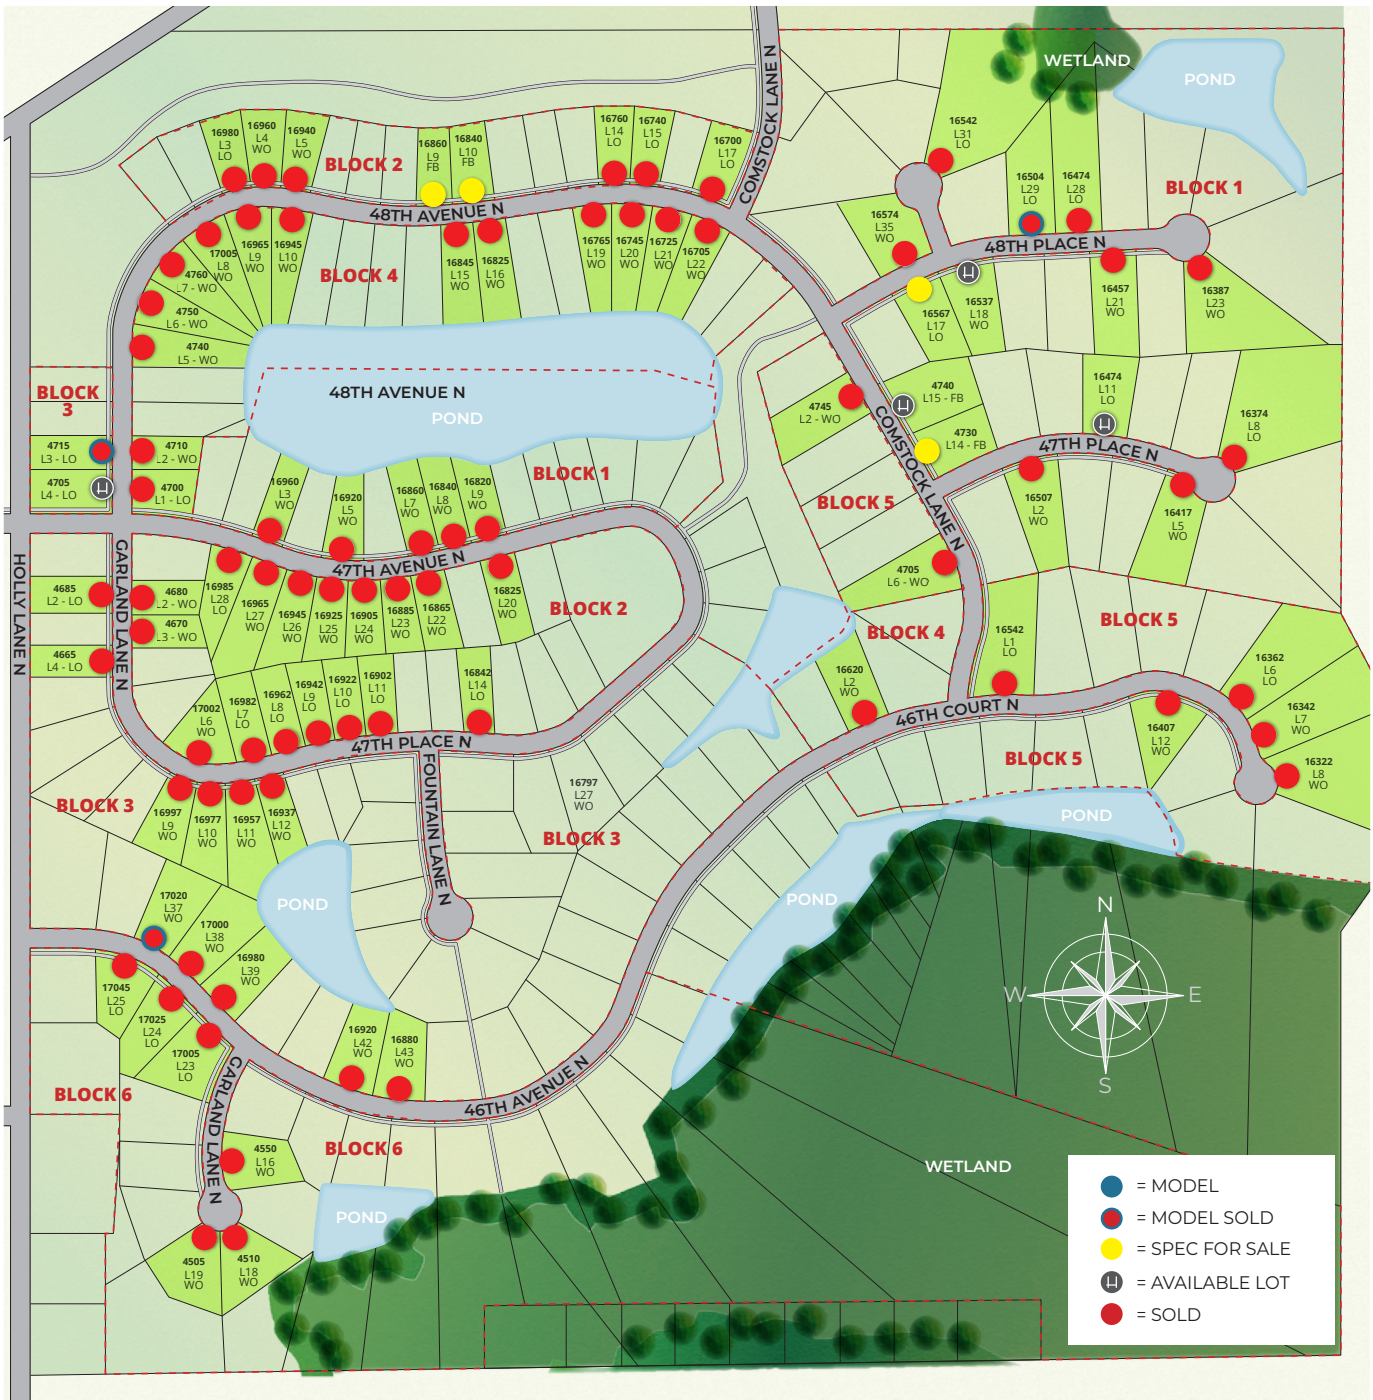 COMSTOCK LANE N
WETLAND
POND
16980
L3
LO
16960
L4
WO
16940
L5
WO
BLOCK 2
16860
L9
FB
16840
L10
FB
16760
L14
LO
16740
L15
LO
16700
L17
LO
16542
L31
LO
16504
L29
LO
16474
L28
LO
BLOCK 1
48TH AVENUE N
16574
L35
WO
48TH PLACE N
17005
L8
WO
16965
L9
WO
16945
L10
WO
BLOCK 4
16845
L15
WO
16825
L16
WO
16765
L19
WO
16745
L20
WO
16725
L21
WO
16705
L22
WO
4760
L7 - WO
4750
L6 - WO
4740
L5 - WO
16567
L17
LO
16537
L18
WO
16457
L21
WO
16387
L23
WO
BLOCK
3
48TH AVENUE N
POND
4745
L2 - WO
4740
L15 - FB
4730
L14 - FB
COMSTOCK LANE N
16474
L11
LO
16374
L8
LO
47TH PLACE N
4715
L3 - LO
4710
L2 - WO
4705
L4 - LO
4700
L1 - LO
16960
L3
WO
16920
L5
WO
16860
L7
WO
16840
L8
WO
16820
L9
WO
BLOCK 1
BLOCK 5
16507
L2
WO
16417
L5
WO
47TH AVENUE N
HOLLY LANE N
GARLAND LANE N
4685
L2 - LO
4680
L2 - WO
4670
L3 - WO
4665
L4 - LO
16985
L28
LO
16965
L27
WO
16945
L26
WO
16925
L25
WO
16905
L24
WO
16885
L23
WO
16865
L22
WO
16825
L20
WO
BLOCK 2
4705
L6 - WO
BLOCK 4
BLOCK 5
16542
L1
LO
16620
L2
WO
46TH COURT N
16362
L6
LO
16342
L7
WO
16322
L8
WO
16407
L12
WO
BLOCK 5
17002
L6
WO
16982
L7
LO
16962
L8
LO
16942
L9
LO
16922
L10
LO
16902
L11
LO
16842
L14
LO
47TH PLACE N
FOUNTAIN LANE N
16797
L27
WO
BLOCK 3
BLOCK 3
16997
L9
WO
16977
L10
WO
16957
L11
WO
16937
L12
WO
POND
POND
POND
17020
L37
WO
17000
L38
WO
16980
L39
WO
17045
L25
LO
17025
L24
LO
17005
L23
LO
16920
L42
WO
16880
L43
WO
46TH AVENUE N
BLOCK 6
GARLAND LANE N
BLOCK 6
4550
L16
WO
POND
4505
L19
WO
4510
L18
WO
WETLAND
N
W
E
S
= MODEL
= MODEL SOLD
= SPEC FOR SALE
= AVAILABLE LOT
= SOLD